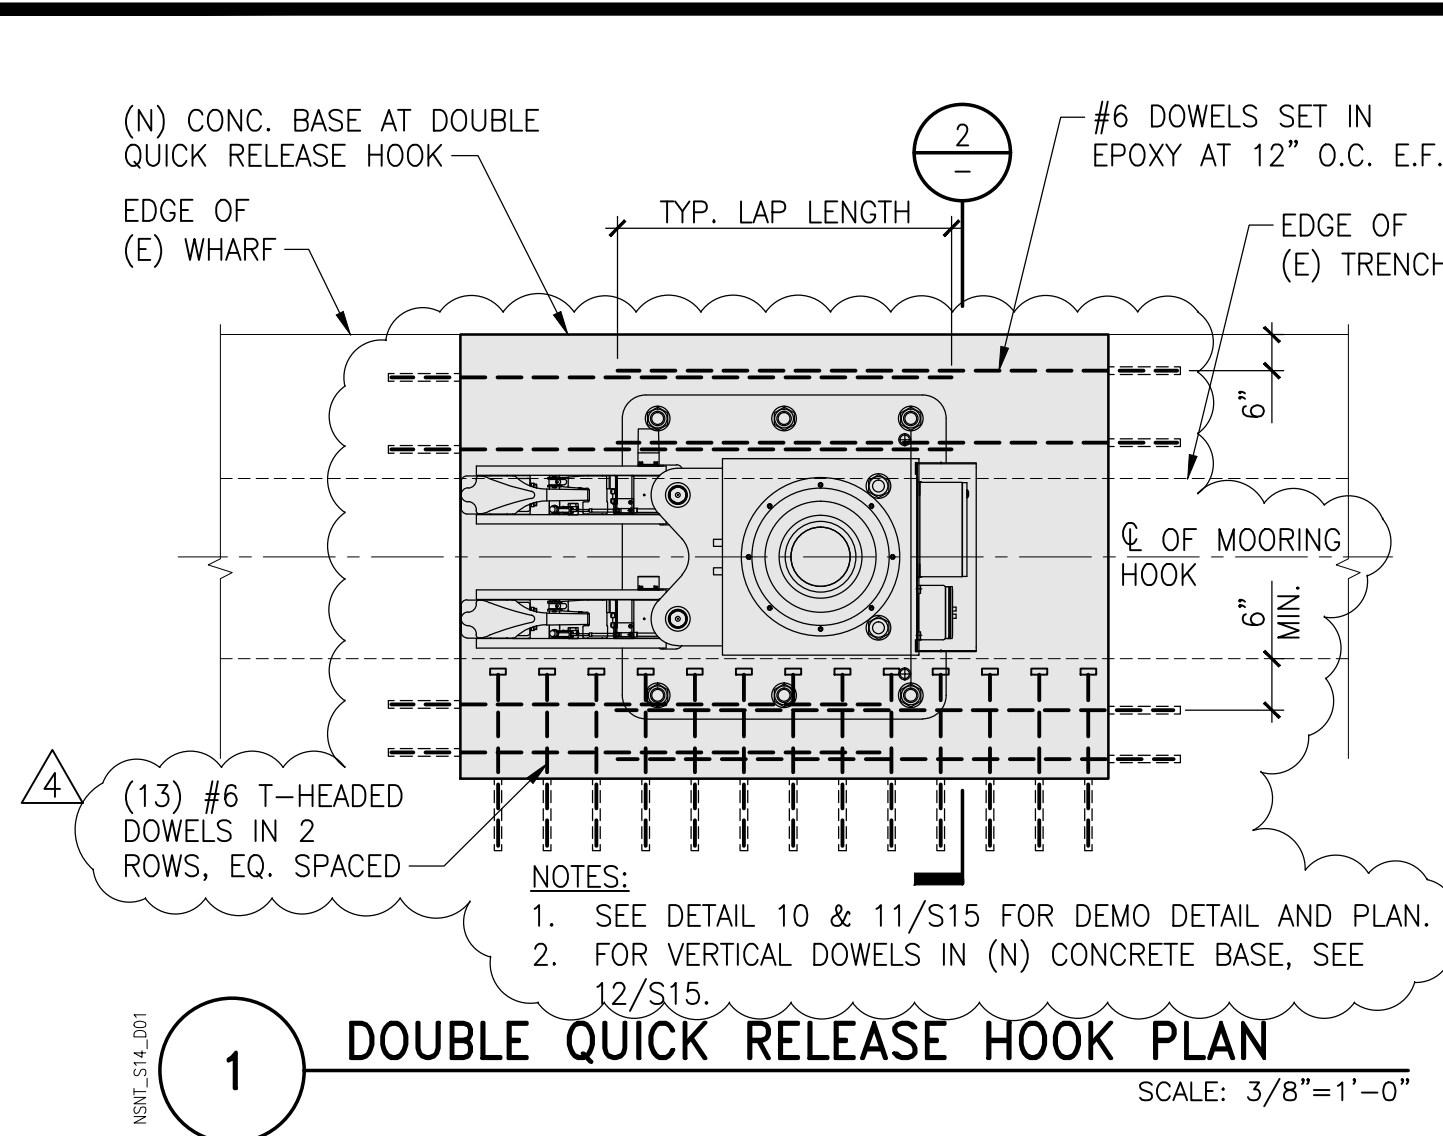 (N) CONC. BASE AT DOUBLE
QUICK RELEASE HOOK
EDGE OF
(E) WHARF
TYP. LAP LENGTH
2
–
#6 DOWELS SET IN
EPOXY AT 12" O.C. E.F.
EDGE OF
(E) TRENCH
6"
℄ OF MOORING
HOOK
6"
MIN.
4
(13) #6 T-HEADED
DOWELS IN 2
ROWS, EQ. SPACED
NOTES:
1. SEE DETAIL 10 & 11/S15 FOR DEMO DETAIL AND PLAN.
2. FOR VERTICAL DOWELS IN (N) CONCRETE BASE, SEE
12/S15.
NSNT_S14_D01
1
DOUBLE QUICK RELEASE HOOK PLAN
SCALE: 3/8"=1'-0"